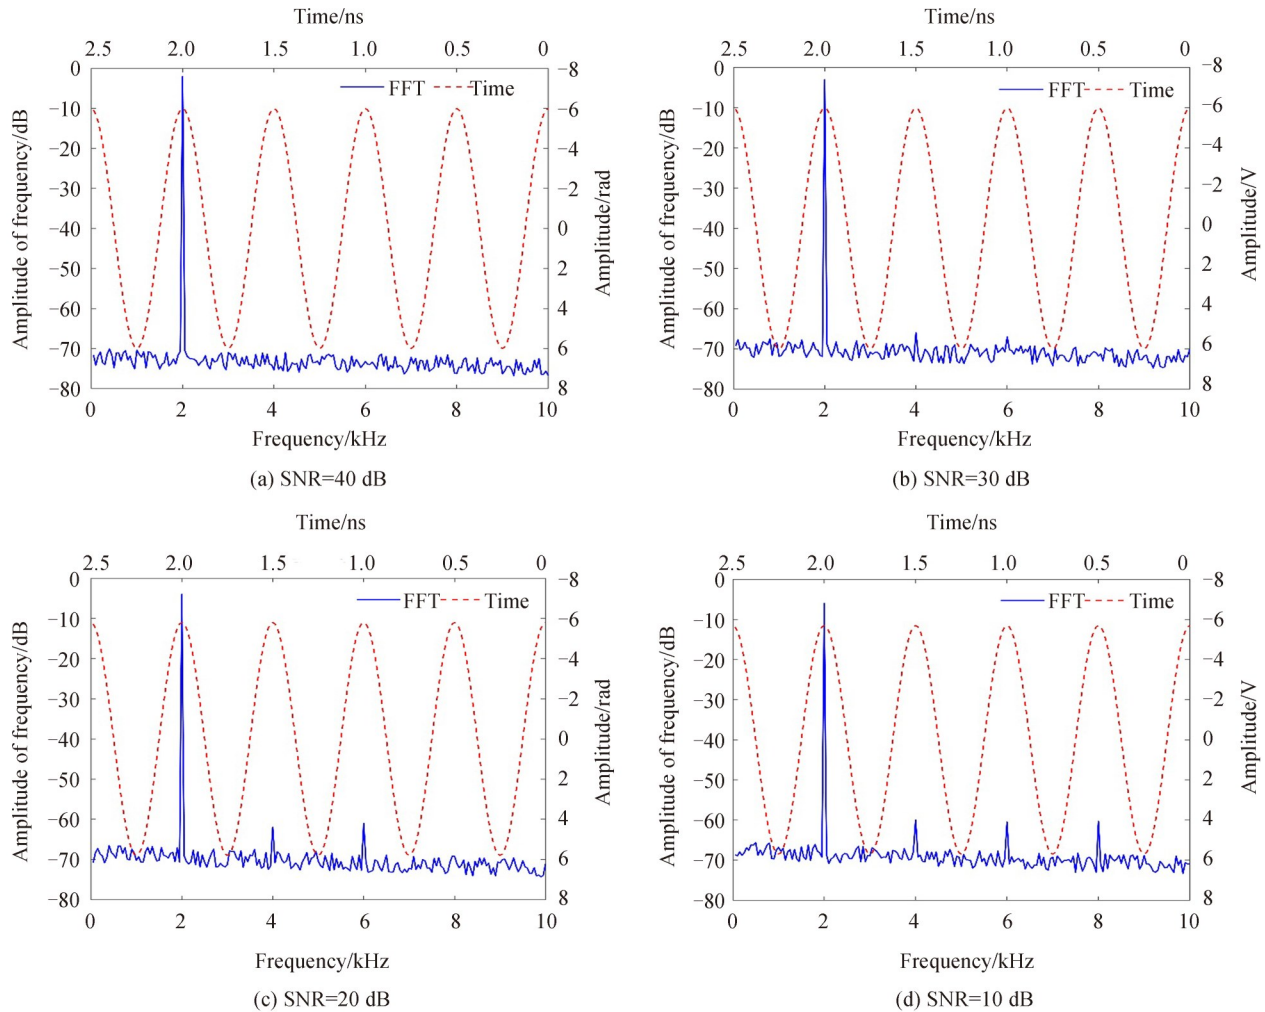 Time/ns
2.5 2.0 1.5 1.0 0.5 0
0 -8
FFT Time
−10 −6
−20 −4
−30 −2
−40 0
−50 2
−60 4
−70 6
−80 8
Amplitude of frequency/dB
Amplitude/rad
0 2 4 6 8 10
Frequency/kHz
(a) SNR=40 dB
Time/ns
2.5 2.0 1.5 1.0 0.5 0
0 −8
FFT Time
−10 −6
−20 −4
−30 −2
−40 0
−50 2
−60 4
−70 6
−80 8
Amplitude of frequency/dB
Amplitude/V
0 2 4 6 8 10
Frequency/kHz
(b) SNR=30 dB
Time/ns
2.5 2.0 1.5 1.0 0.5 0
0 −8
FFT Time
−10 −6
−20 −4
−30 −2
−40 0
−50 2
−60 4
−70 6
−80 8
Amplitude of frequency/dB
Amplitude/rad
0 2 4 6 8 10
Frequency/kHz
(c) SNR=20 dB
Time/ns
2.5 2.0 1.5 1.0 0.5 0
0 −8
FFT Time
−10 −6
−20 −4
−30 −2
−40 0
−50 2
−60 4
−70 6
−80 8
Amplitude of frequency/dB
Amplitude/V
0 2 4 6 8 10
Frequency/kHz
(d) SNR=10 dB